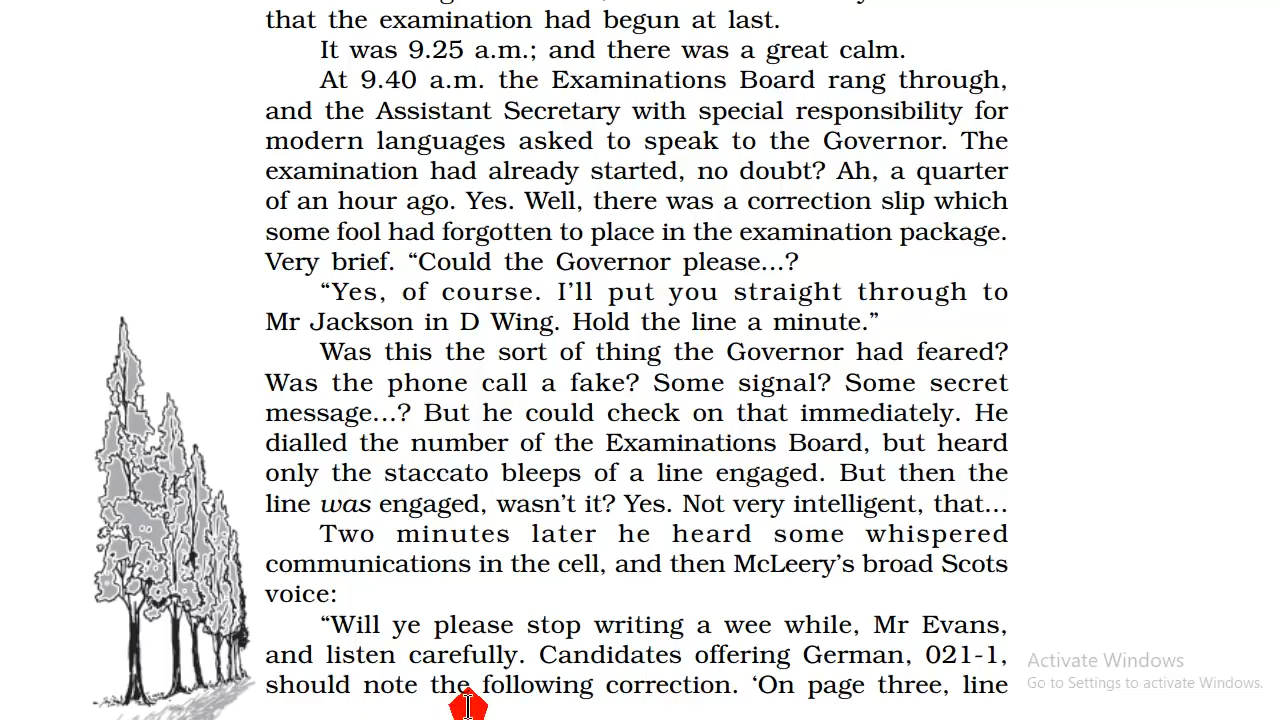 that the examination had begun at last.
It was 9.25 a.m.; and there was a great calm.
At 9.40 a.m. the Examinations Board rang through,
and the Assistant Secretary with special responsibility for
modern languages asked to speak to the Governor. The
examination had already started, no doubt? Ah, a quarter
of an hour ago. Yes. Well, there was a correction slip which
some fool had forgotten to place in the examination package.
Very brief. “Could the Governor please...?
“Yes, of course. I’ll put you straight through to
Mr Jackson in D Wing. Hold the line a minute.”
Was this the sort of thing the Governor had feared?
Was the phone call a fake? Some signal? Some secret
message...? But he could check on that immediately. He
dialled the number of the Examinations Board, but heard
only the staccato bleeps of a line engaged. But then the
line was engaged, wasn’t it? Yes. Not very intelligent, that...
Two minutes later he heard some whispered
communications in the cell, and then McLeery’s broad Scots
voice:
“Will ye please stop writing a wee while, Mr Evans,
and listen carefully. Candidates offering German, 021-1,
should note the following correction. ‘On page three, line
Activate Windows
Go to Settings to activate Windows.